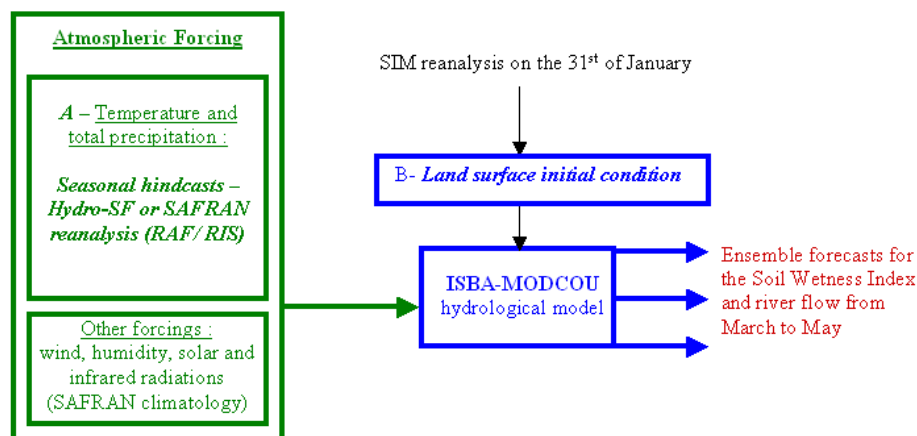 Atmospheric Forcing
A – Temperature and
total precipitation :
Seasonal hindcasts –
Hydro-SF or SAFRAN
reanalysis (RAF/ RIS)
Other forcings :
wind, humidity, solar and
infrared radiations
(SAFRAN climatology)
SIM reanalysis on the 31st of January
B- Land surface initial condition
ISBA-MODCOU
hydrological model
Ensemble forecasts for
the Soil Wetness Index
and river flow from
March to May